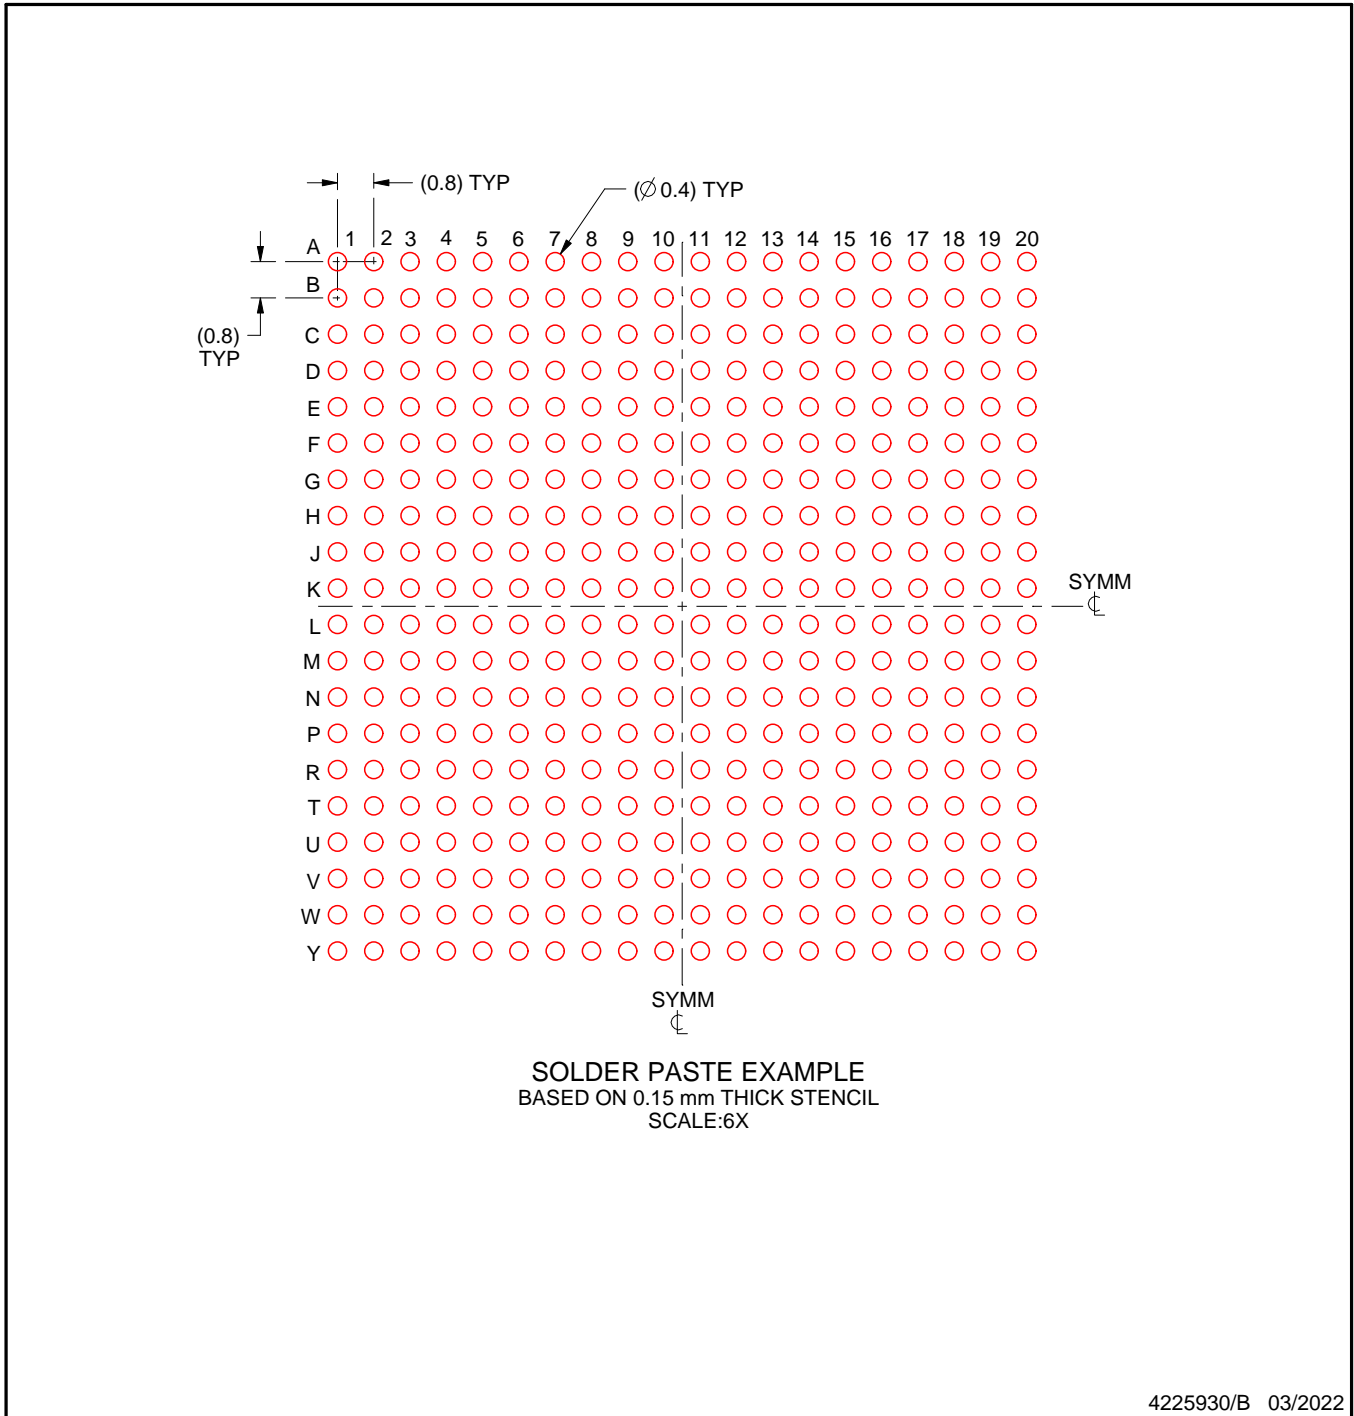 (0.8) TYP
(∅ 0.4) TYP
1 2 3 4 5 6 7 8 9 10 11 12 13 14 15 16 17 18 19 20
A
B
(0.8)
TYP
C
D
E
F
G
H
J
K
SYMM
℄
L
M
N
P
R
T
U
V
W
Y
SYMM
℄
SOLDER PASTE EXAMPLE
BASED ON 0.15 mm THICK STENCIL
SCALE:6X
4225930/B 03/2022